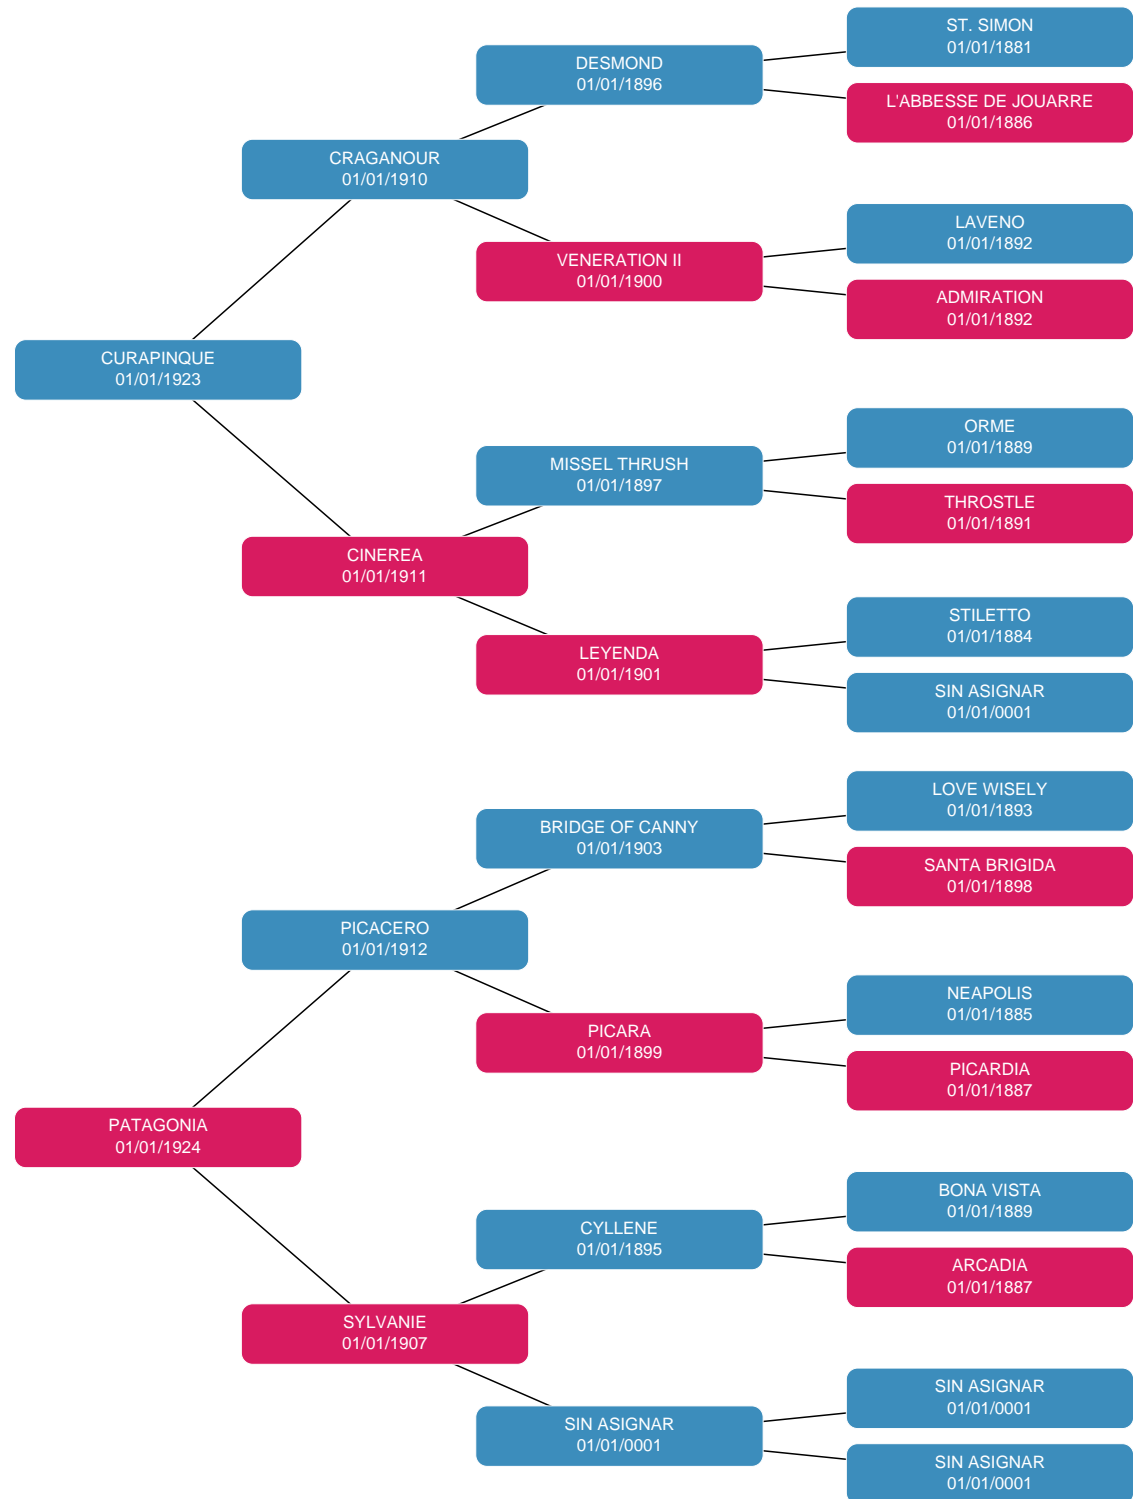 ST. SIMON
01/01/1881
DESMOND
01/01/1896
L'ABBESSE DE JOUARRE
01/01/1886
CRAGANOUR
01/01/1910
LAVENO
01/01/1892
VENERATION II
01/01/1900
ADMIRATION
01/01/1892
CURAPINQUE
01/01/1923
ORME
01/01/1889
MISSEL THRUSH
01/01/1897
THROSTLE
01/01/1891
CINEREA
01/01/1911
STILETTO
01/01/1884
LEYENDA
01/01/1901
SIN ASIGNAR
01/01/0001
LOVE WISELY
01/01/1893
BRIDGE OF CANNY
01/01/1903
SANTA BRIGIDA
01/01/1898
PICACERO
01/01/1912
NEAPOLIS
01/01/1885
PICARA
01/01/1899
PICARDIA
01/01/1887
PATAGONIA
01/01/1924
BONA VISTA
01/01/1889
CYLLENE
01/01/1895
ARCADIA
01/01/1887
SYLVANIE
01/01/1907
SIN ASIGNAR
01/01/0001
SIN ASIGNAR
01/01/0001
SIN ASIGNAR
01/01/0001